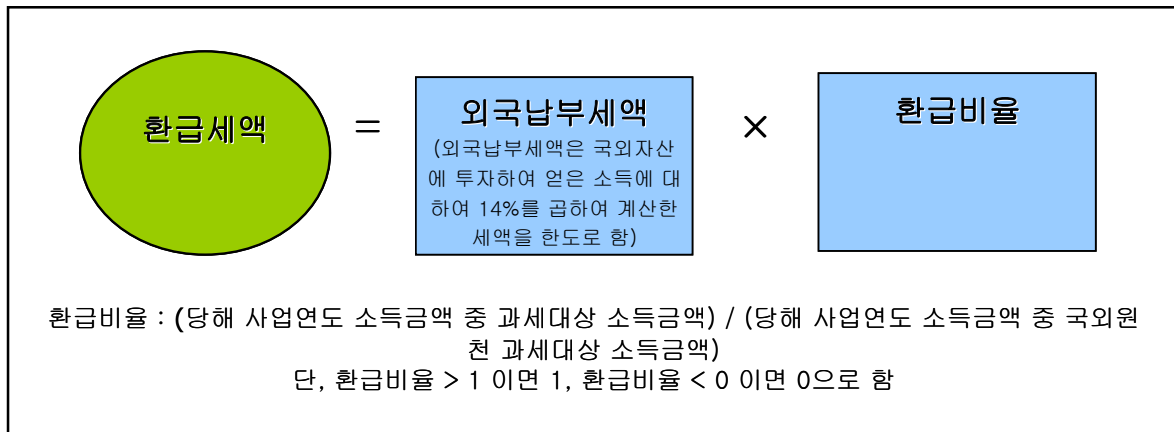 환급세액
=
외국납부세액
(외국납부세액은 국외자산
에 투자하여 얻은 소득에 대
하여 14%를 곱하여 계산한
세액을 한도로 함)
×
환급비율
환급비율 : (당해 사업연도 소득금액 중 과세대상 소득금액) / (당해 사업연도 소득금액 중 국외원
천 과세대상 소득금액)
단, 환급비율 > 1 이면 1, 환급비율 < 0 이면 0으로 함